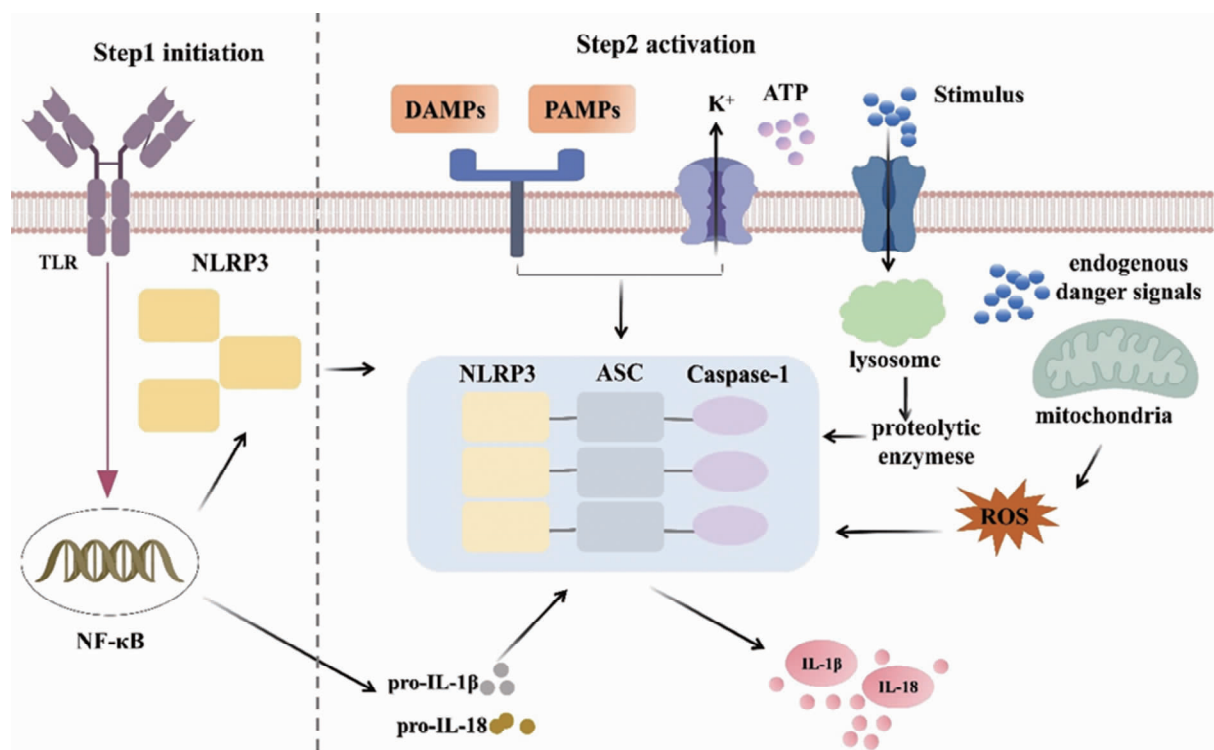 Step1 initiation
Step2 activation
DAMPs
PAMPs
K+
ATP
Stimulus
TLR
NLRP3
endogenous
danger signals
lysosome
mitochondria
NLRP3
ASC
Caspase-1
proteolytic
enzymese
ROS
NF-κB
pro-IL-1β
pro-IL-18
IL-1β
IL-18